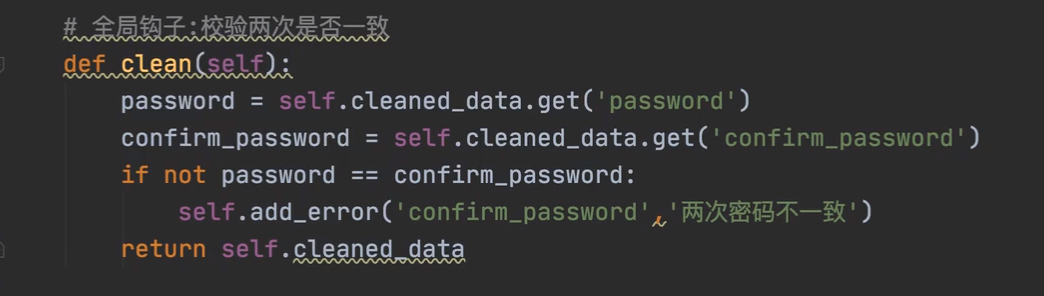 # 全局钩子:校验两次是否一致
def clean(self):
password = self.cleaned_data.get('password')
confirm_password = self.cleaned_data.get('confirm_password')
if not password == confirm_password:
self.add_error('confirm_password','两次密码不一致')
return self.cleaned_data